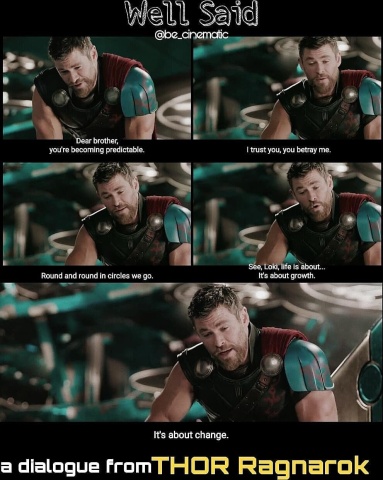 Well Said
@be_cinematic
Dear brother,
you're becoming predictable.
I trust you, you betray me.
Round and round in circles we go.
See, Loki, life is about...
It's about growth.
It's about change.
a dialogue from THOR Ragnarok